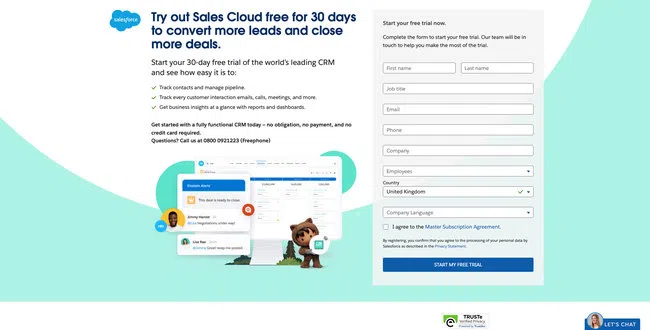 salesforce
Try out Sales Cloud free for 30 days
to convert more leads and close
more deals.
Start your 30-day free trial of the world's leading CRM
and see how easy it is to:
Track contacts and manage pipeline.
Track every customer interaction emails, calls, meetings, and more.
Get business insights at a glance with reports and dashboards.
Get started with a fully functional CRM today – no obligation, no payment, and no
credit card required.
Questions? Call us at 0800 0921223 (Freephone)
Einstein Alerts
This deal is ready to close.
Lisa Rao
Start your free trial now.
Complete the form to start your free trial. Our team will be in
touch to help you make the most of the trial.
First name
Last name
Job title
Email
Phone
Company
Employees
Country
United Kingdom
Company Language
I agree to the Master Subscription Agreement.
By registering, you confirm that you agree to the processing of your personal data by
Salesforce as described in the Privacy Statement.
START MY FREE TRIAL
TRUSTe
Verified Privacy
LET'S CHAT